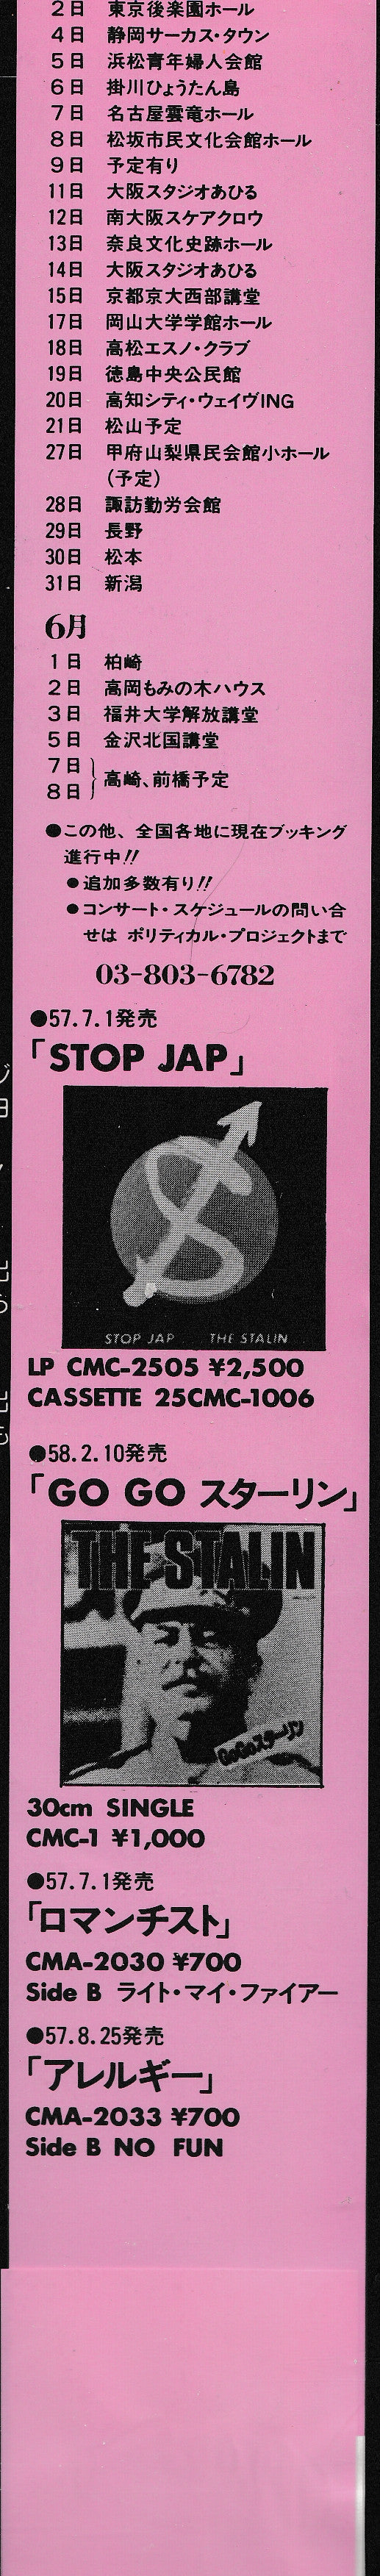 2日 東京後楽園ホール
4日 静岡サーカス・タウン
5日 浜松青年婦人会館
6日 掛川ひょうたん島
7日 名古屋雲竜ホール
8日 松坂市民文化会館ホール
9日 予定有り
11日 大阪スタジオあひる
12日 南大阪スケアクロウ
13日 奈良文化史跡ホール
14日 大阪スタジオあひる
15日 京都京大西部講堂
17日 岡山大学学館ホール
18日 高松エスノ・クラブ
19日 徳島中央公民館
20日 高知シティ・ウェイヴING
21日 松山予定
27日 甲府山梨県民会館小ホール
(予定)
28日 諏訪勤労会館
29日 長野
30日 松本
31日 新潟
6月
1日 柏崎
2日 高岡もみの木ハウス
3日 福井大学解放講堂
5日 金沢北国講堂
7日
8日 高崎、前橋予定
●この他、全国各地に現在ブッキング
進行中!!
●追加多数有り!!
●コンサート・スケジュールの問い合
せは ポリティカル・プロジェクトまで
03-803-6782
●57.7.1発売
「STOP JAP」
STOP JAP THE STALIN
LP CMC-2505 ¥2,500
CASSETTE 25CMC-1006
●58.2.10発売
「GO GO スターリン」
THE STALIN
GoGoスターリン
30cm SINGLE
CMC-1 ¥1,000
●57.7.1発売
「ロマンチスト」
CMA-2030 ¥700
Side B ライト・マイ・ファイアー
●57.8.25発売
「アレルギー」
CMA-2033 ¥700
Side B NO FUN